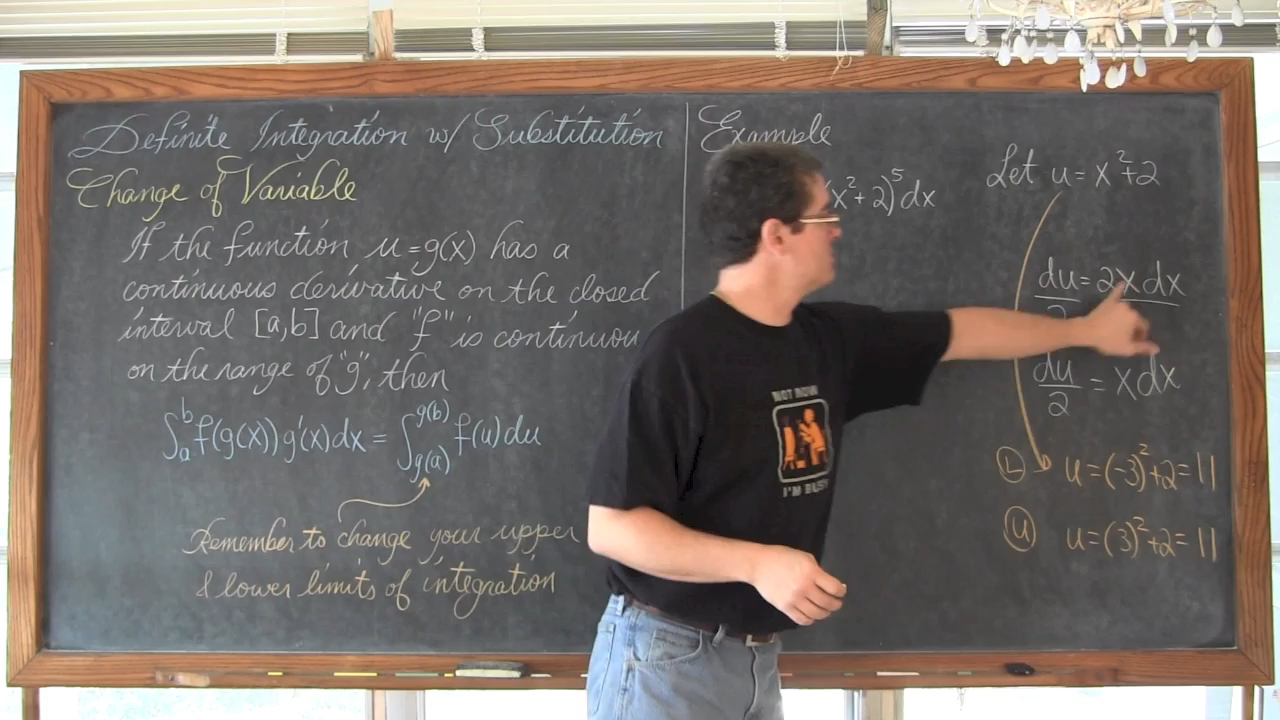 Definite Integration w/ Substitution
Change of Variable
If the function u=g(x) has a
continuous derivative on the closed
interval [a,b] and "f" is continuou
on the range of "g", then
∫_a^b f(g(x)) g'(x)dx = ∫_{g(a)}^{g(b)} f(u)du
Remember to change your upper
& lower limits of integration
Example
(x²+2)⁵dx
Let u = x²+2
du = 2x dx
2
du/2 = x dx
Ⓛ u=(-3)²+2=11
Ⓤ u=(3)²+2=11
NOT NOW
I'M BUSY